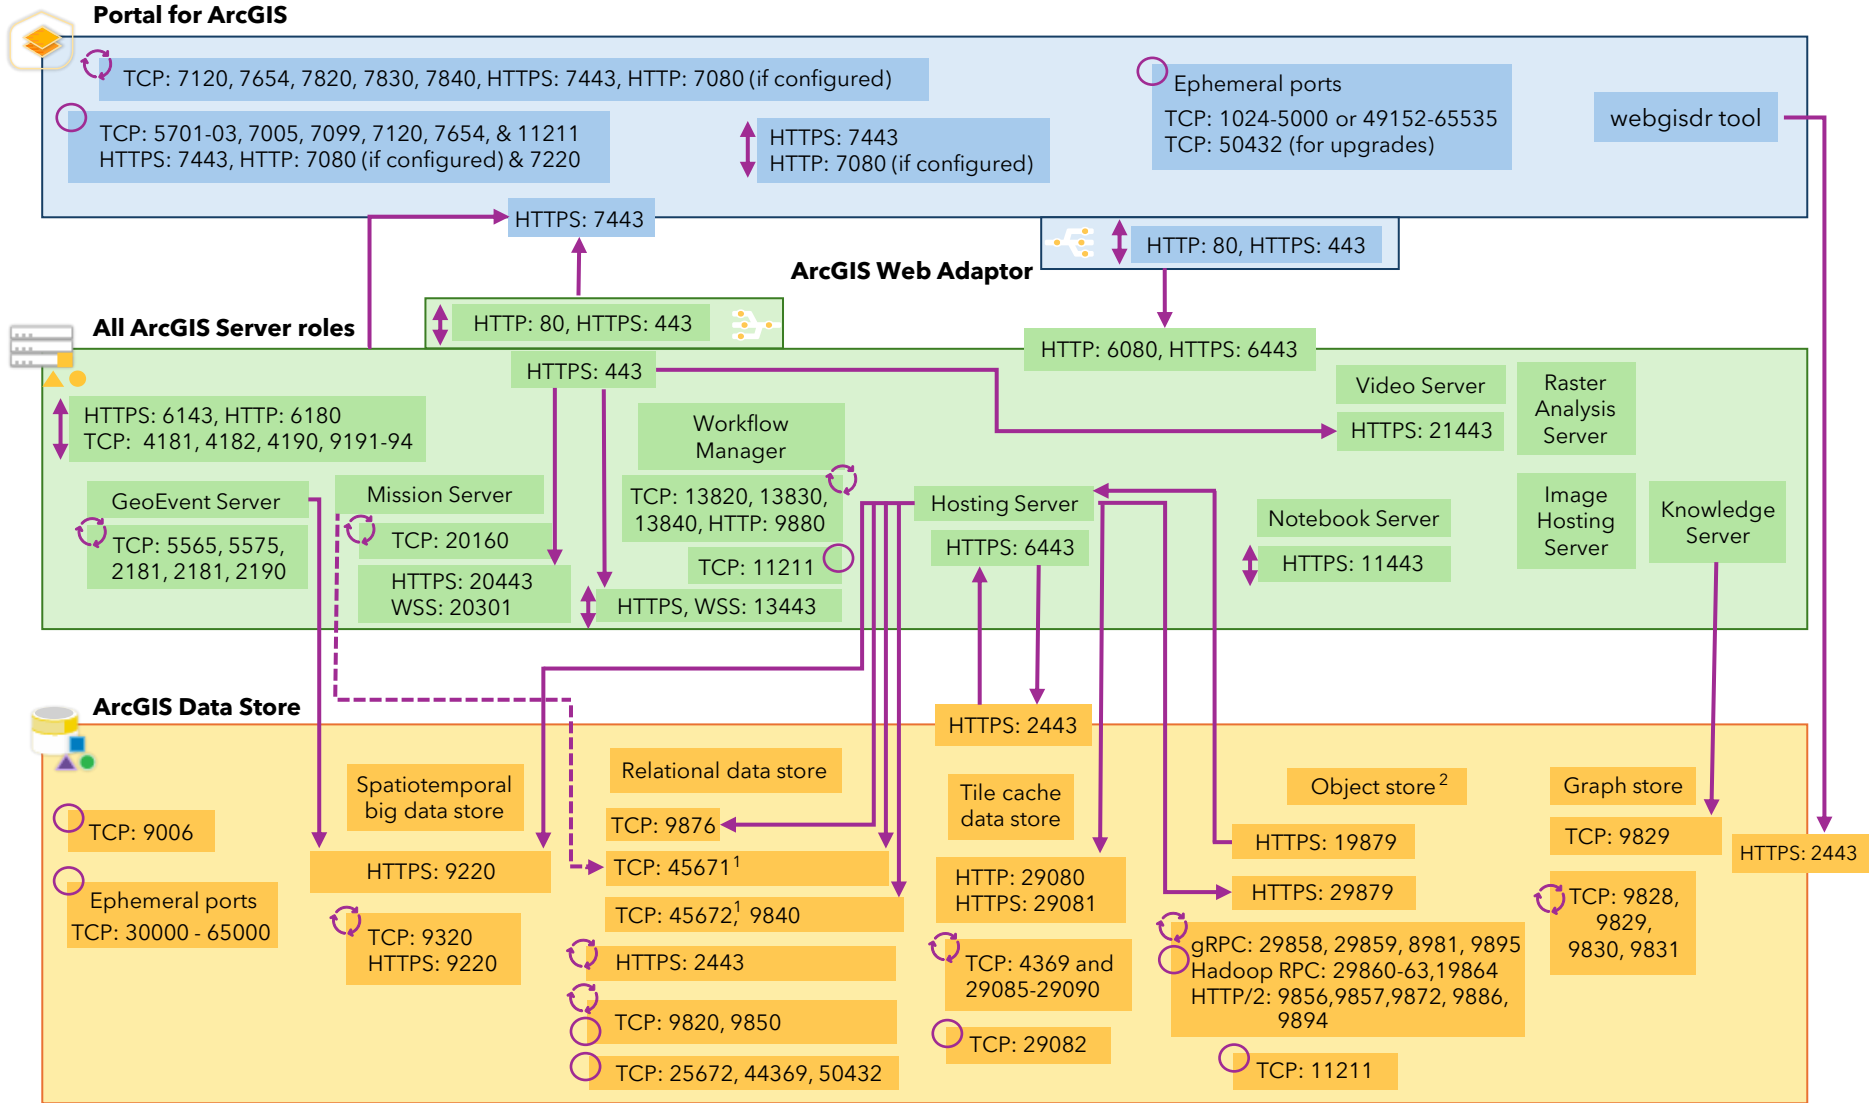 Portal for ArcGIS
TCP: 7120, 7654, 7820, 7830, 7840, HTTPS: 7443, HTTP: 7080 (if configured)
TCP: 5701-03, 7005, 7099, 7120, 7654, & 11211
HTTPS: 7443, HTTP: 7080 (if configured) & 7220
HTTPS: 7443
HTTP: 7080 (if configured)
Ephemeral ports
TCP: 1024-5000 or 49152-65535
TCP: 50432 (for upgrades)
webgisdr tool
HTTPS: 7443
HTTP: 80, HTTPS: 443
ArcGIS Web Adaptor
All ArcGIS Server roles
HTTP: 80, HTTPS: 443
HTTP: 6080, HTTPS: 6443
HTTPS: 443
HTTPS: 6143, HTTP: 6180
TCP: 4181, 4182, 4190, 9191-94
Workflow
Manager
TCP: 13820, 13830,
13840, HTTP: 9880
TCP: 11211
HTTPS, WSS: 13443
GeoEvent Server
TCP: 5565, 5575,
2181, 2181, 2190
Mission Server
TCP: 20160
HTTPS: 20443
WSS: 20301
Hosting Server
HTTPS: 6443
Video Server
HTTPS: 21443
Raster
Analysis
Server
Notebook Server
HTTPS: 11443
Image
Hosting
Server
Knowledge
Server
ArcGIS Data Store
HTTPS: 2443
TCP: 9006
Ephemeral ports
TCP: 30000 - 65000
Spatiotemporal
big data store
HTTPS: 9220
TCP: 9320
HTTPS: 9220
Relational data store
TCP: 9876
TCP: 45671¹
TCP: 45672,¹ 9840
HTTPS: 2443
TCP: 9820, 9850
TCP: 25672, 44369, 50432
Tile cache
data store
HTTP: 29080
HTTPS: 29081
TCP: 4369 and
29085-29090
TCP: 29082
Object store²
HTTPS: 19879
HTTPS: 29879
gRPC: 29858, 29859, 8981, 9895
Hadoop RPC: 29860-63,19864
HTTP/2: 9856,9857,9872, 9886,
9894
TCP: 11211
Graph store
TCP: 9829
TCP: 9828,
9829,
9830, 9831
HTTPS: 2443